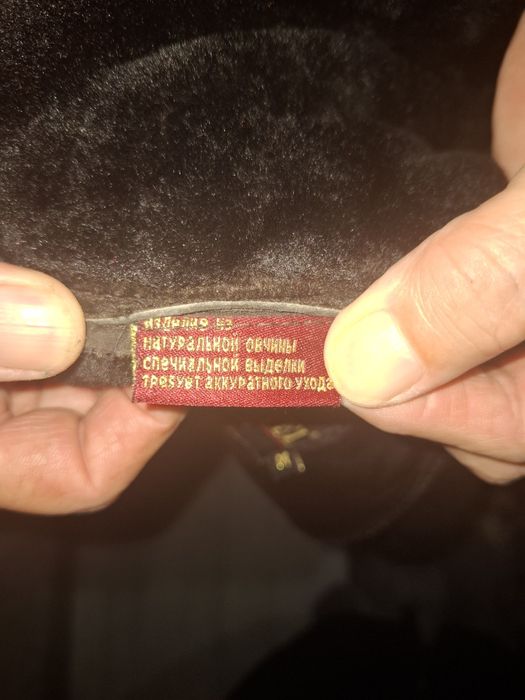 изделие из
натуральной овчины
специальной выделки
требует аккуратного ухода